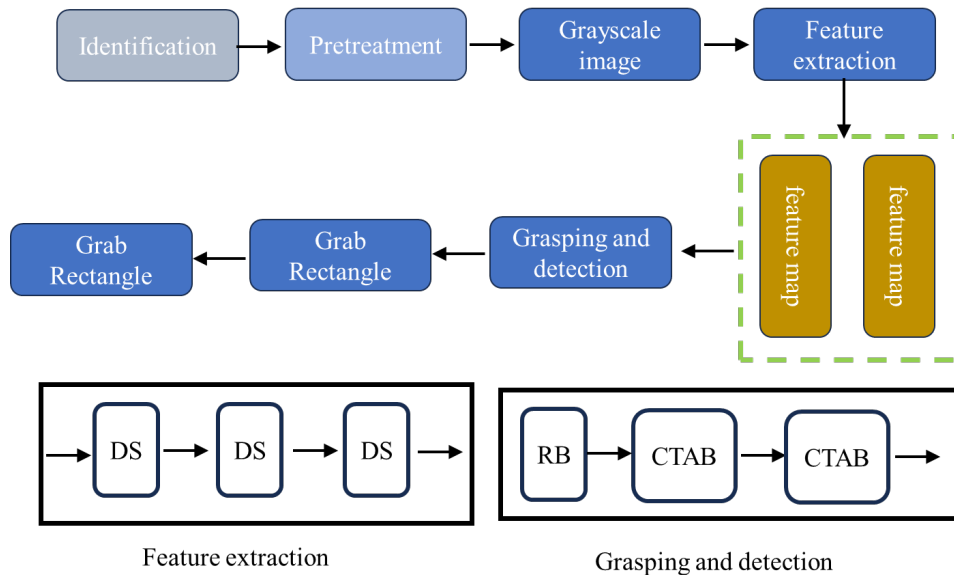 Identification
Pretreatment
Grayscale
image
Feature
extraction
feature map
feature map
Grasping and
detection
Grab
Rectangle
Grab
Rectangle
DS
DS
DS
Feature extraction
RB
CTAB
CTAB
Grasping and detection